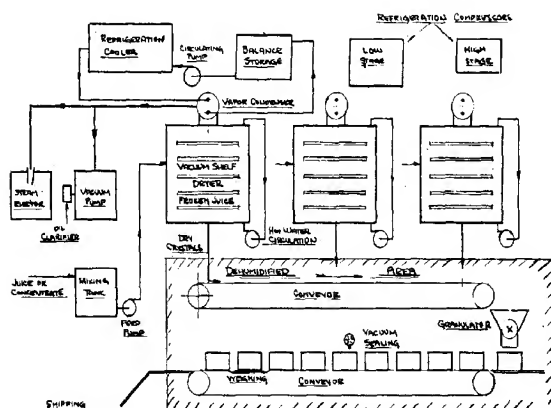 REFRIGERATION COMPRESSORS
REFRIGERATION
COOLER
CIRCULATING
PUMP
BALANCE
STORAGE
LOW
STAGE
HIGH
STAGE
VAPOR CONDENSER
VACUUM SHELF
DRYER
FROZEN JUICE
STEAM
EJECTOR
VACUUM
PUMP
OIL
CLARIFIER
DRY
CRYSTALS
HOT WATER
CIRCULATION
JUICE OR
CONCENTRATE
MIXING
TANK
FEED
PUMP
DEHUMIDIFIER AREA
CONVEYOR
GRANULATER
X
VACUUM
SEALING
WEIGHING CONVEYOR
SHIPPING